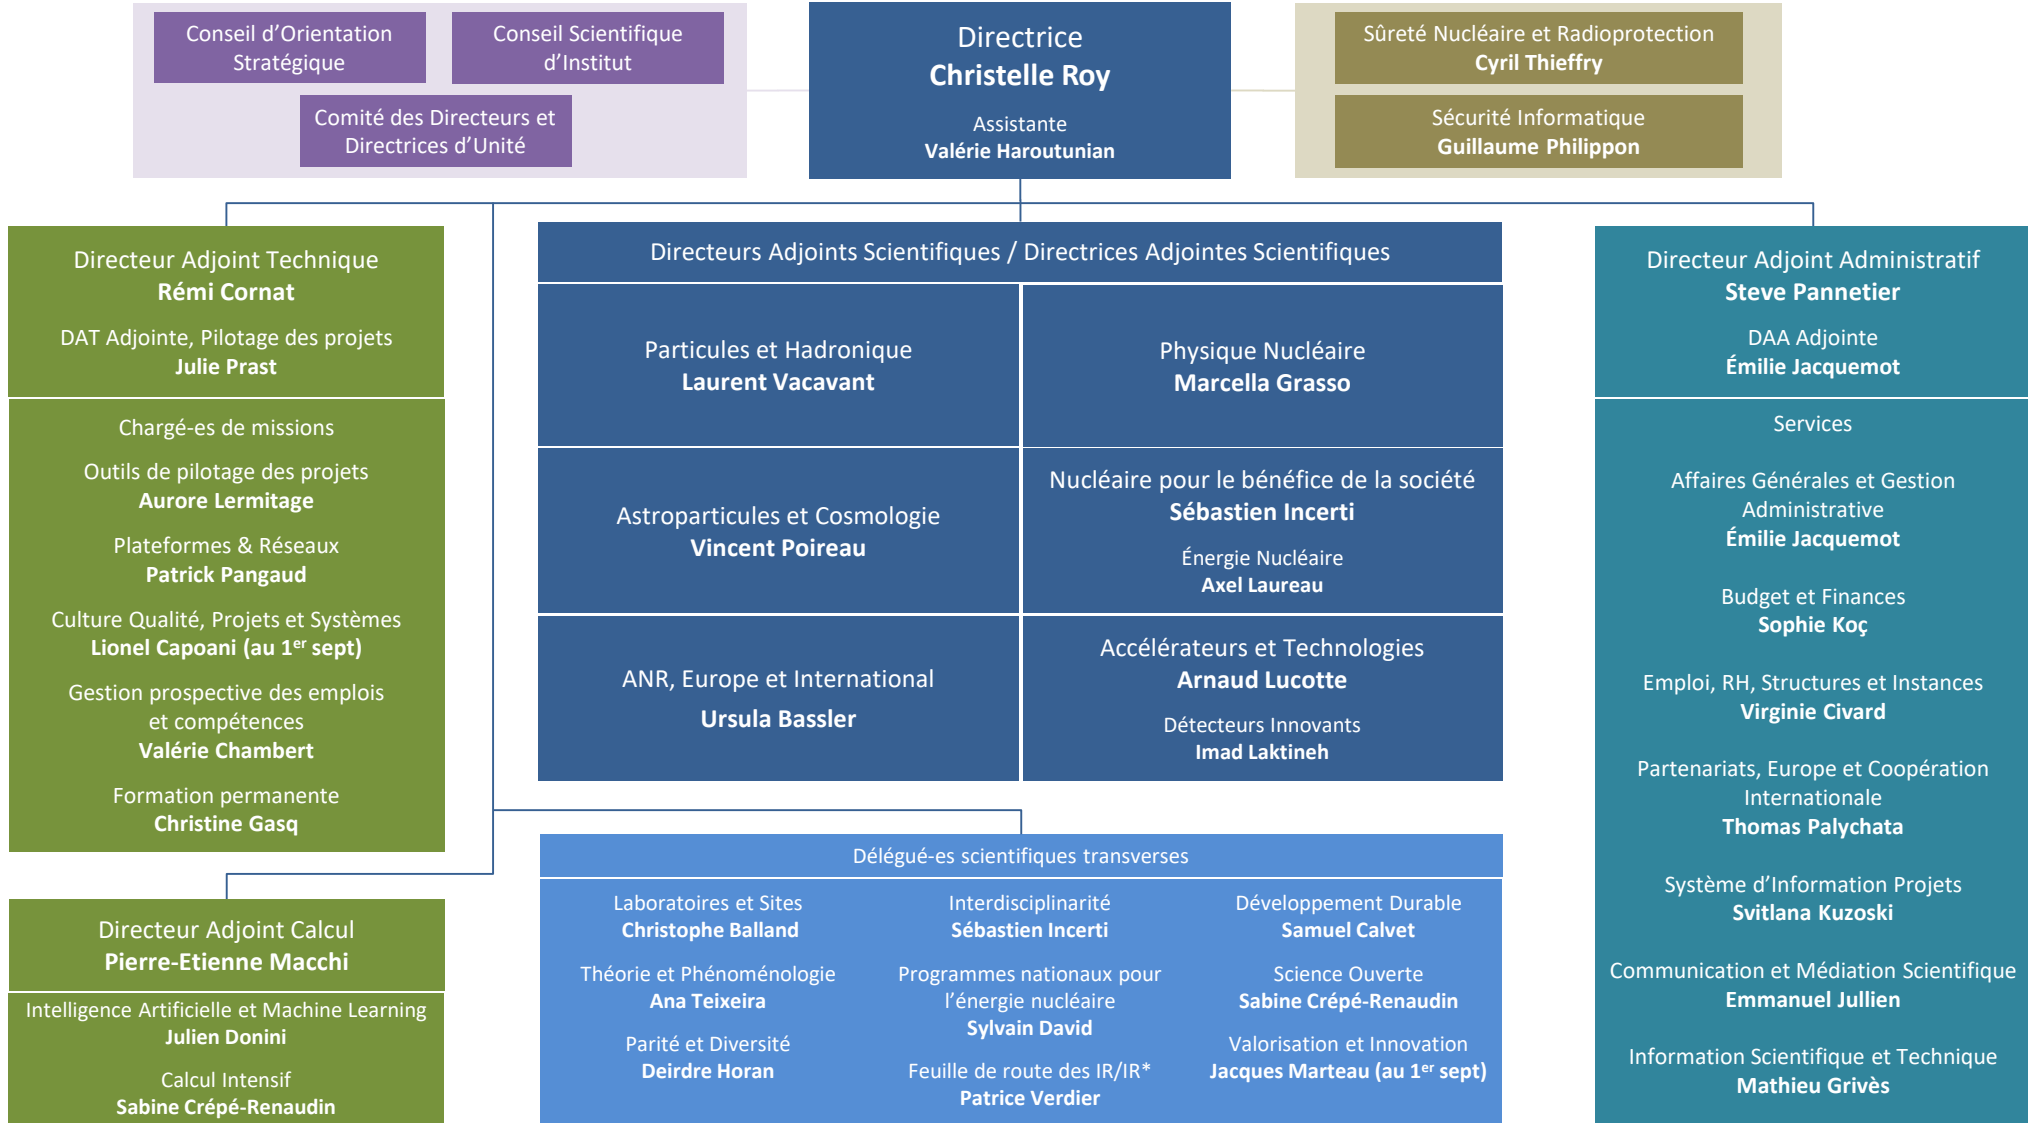 Conseil d’Orientation
Stratégique
Conseil Scientifique
d’Institut
Comité des Directeurs et
Directrices d’Unité
Directrice
Christelle Roy
Assistante
Valérie Haroutunian
Sûreté Nucléaire et Radioprotection
Cyril Thieffry
Sécurité Informatique
Guillaume Philippon
Directeur Adjoint Technique
Rémi Cornat
DAT Adjointe, Pilotage des projets
Julie Prast
Chargé-es de missions
Outils de pilotage des projets
Aurore Lermitage
Plateformes & Réseaux
Patrick Pangaud
Culture Qualité, Projets et Systèmes
Lionel Capoani (au 1er sept)
Gestion prospective des emplois
et compétences
Valérie Chambert
Formation permanente
Christine Gasq
Directeur Adjoint Calcul
Pierre-Etienne Macchi
Intelligence Artificielle et Machine Learning
Julien Donini
Calcul Intensif
Sabine Crépé-Renaudin
Directeurs Adjoints Scientifiques / Directrices Adjointes Scientifiques
Particules et Hadronique
Laurent Vacavant
Physique Nucléaire
Marcella Grasso
Astroparticules et Cosmologie
Vincent Poireau
Nucléaire pour le bénéfice de la société
Sébastien Incerti
Énergie Nucléaire
Axel Laureau
ANR, Europe et International
Ursula Bassler
Accélérateurs et Technologies
Arnaud Lucotte
Détecteurs Innovants
Imad Laktineh
Délégué-es scientifiques transverses
Laboratoires et Sites
Christophe Balland
Théorie et Phénoménologie
Ana Teixeira
Parité et Diversité
Deirdre Horan
Interdisciplinarité
Sébastien Incerti
Programmes nationaux pour
l’énergie nucléaire
Sylvain David
Feuille de route des IR/IR*
Patrice Verdier
Développement Durable
Samuel Calvet
Science Ouverte
Sabine Crépé-Renaudin
Valorisation et Innovation
Jacques Marteau (au 1er sept)
Directeur Adjoint Administratif
Steve Pannetier
DAA Adjointe
Émilie Jacquemot
Services
Affaires Générales et Gestion
Administrative
Émilie Jacquemot
Budget et Finances
Sophie Koç
Emploi, RH, Structures et Instances
Virginie Civard
Partenariats, Europe et Coopération
Internationale
Thomas Palychata
Système d’Information Projets
Svitlana Kuzoski
Communication et Médiation Scientifique
Emmanuel Jullien
Information Scientifique et Technique
Mathieu Grivès